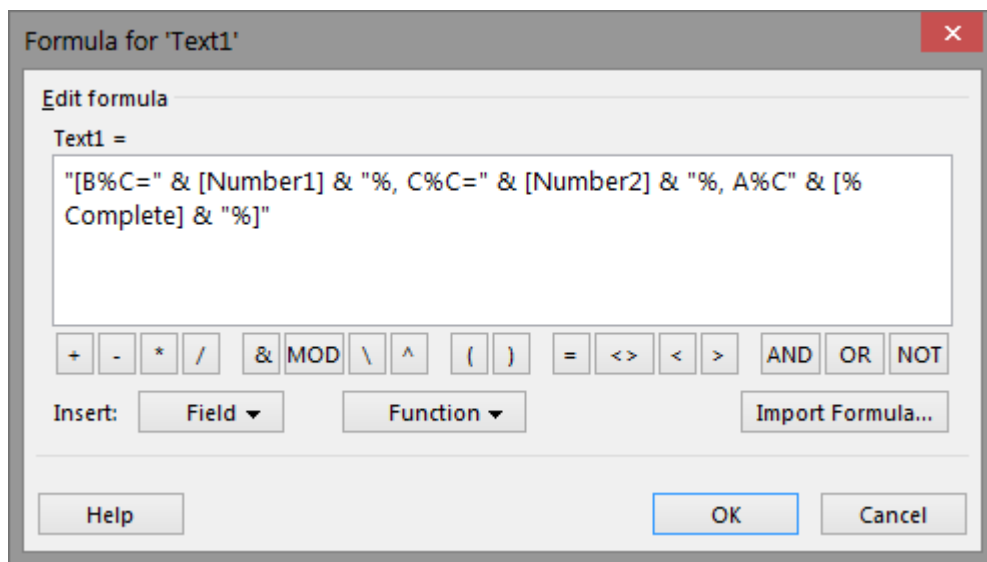 Formula for 'Text1'
Edit formula
Text1 =
"[B%C=" & [Number1] & "%, C%C=" & [Number2] & "%, A%C" & [%
Complete] & "%]"
+ - * / & MOD \ ^ ( ) = <> < > AND OR NOT
Insert: Field Function Import Formula...
Help OK Cancel